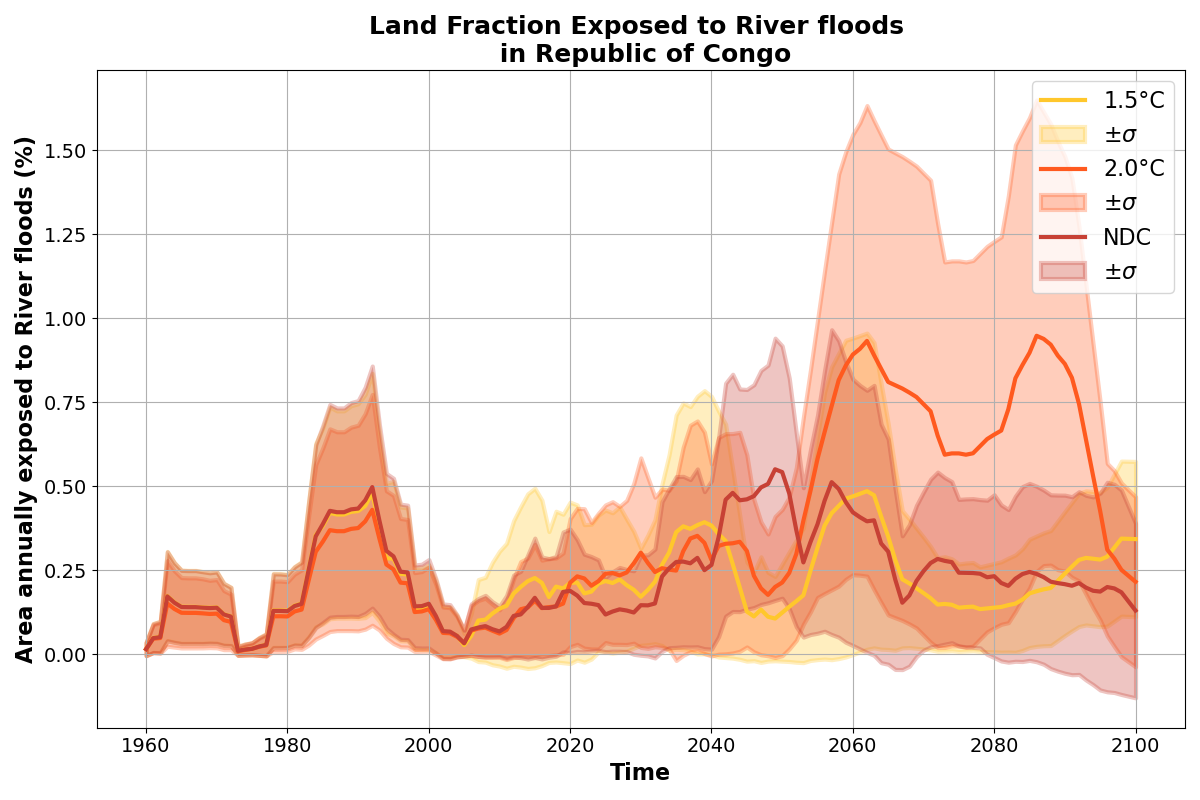 Land Fraction Exposed to River floods
in Republic of Congo
Area annually exposed to River floods (%)
1.50
1.25
1.00
0.75
0.50
0.25
0.00
1.5°C
±σ
2.0°C
±σ
NDC
±σ
1960
1980
2000
2020
2040
2060
2080
2100
Time